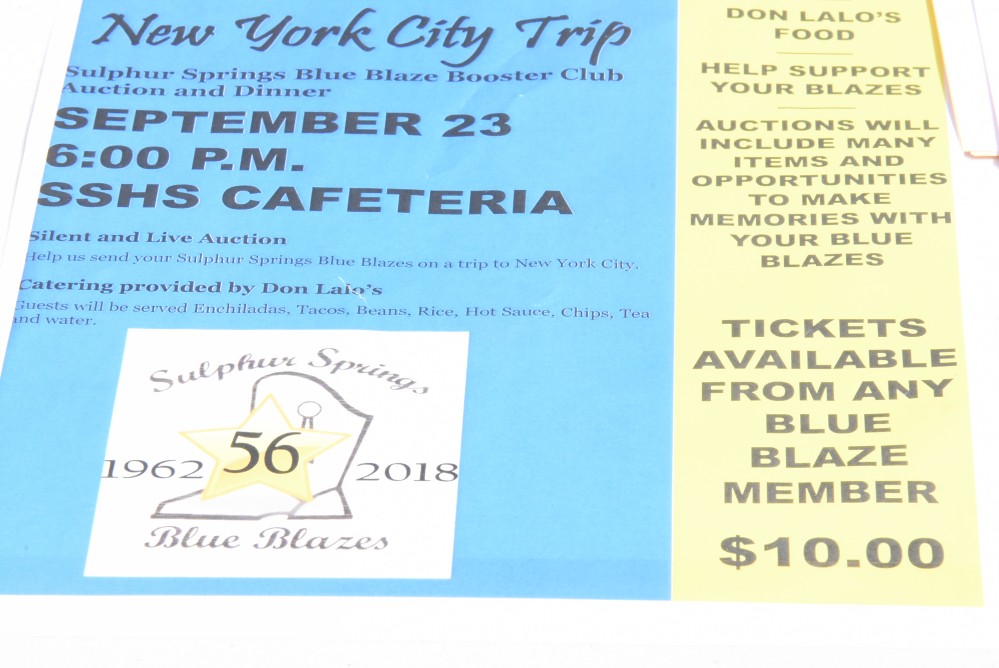 New York City Trip
Sulphur Springs Blue Blaze Booster Club
Auction and Dinner
SEPTEMBER 23
6:00 P.M.
SSHS CAFETERIA
Silent and Live Auction
Help us send your Sulphur Springs Blue Blazes on a trip to New York City.
Catering provided by Don Lalo's
Guests will be served Enchiladas, Tacos, Beans, Rice, Hot Sauce, Chips, Tea
and water.
Sulphur Springs
1962 56 2018
Blue Blazes
DON LALO'S
FOOD
HELP SUPPORT
YOUR BLAZES
AUCTIONS WILL
INCLUDE MANY
ITEMS AND
OPPORTUNITIES
TO MAKE
MEMORIES WITH
YOUR BLUE
BLAZES
TICKETS
AVAILABLE
FROM ANY
BLUE
BLAZE
MEMBER
$10.00